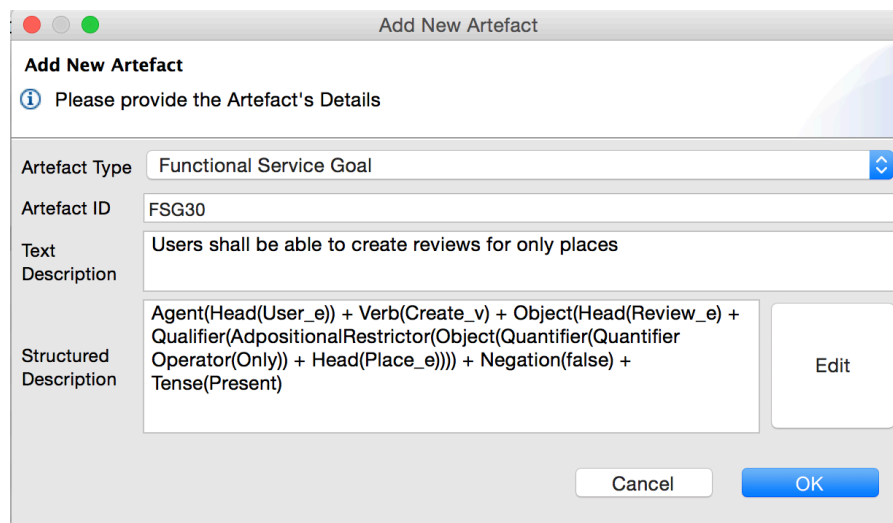 Add New Artefact
Add New Artefact
Please provide the Artefact's Details
Artefact Type
Functional Service Goal
Artefact ID
FSG30
Text
Description
Users shall be able to create reviews for only places
Structured
Description
Agent(Head(User_e)) + Verb(Create_v) + Object(Head(Review_e) +
Qualifier(AdpositionalRestrictor(Object(Quantifier(Quantifier
Operator(Only)) + Head(Place_e)))) + Negation(false) +
Tense(Present)
Edit
Cancel
OK